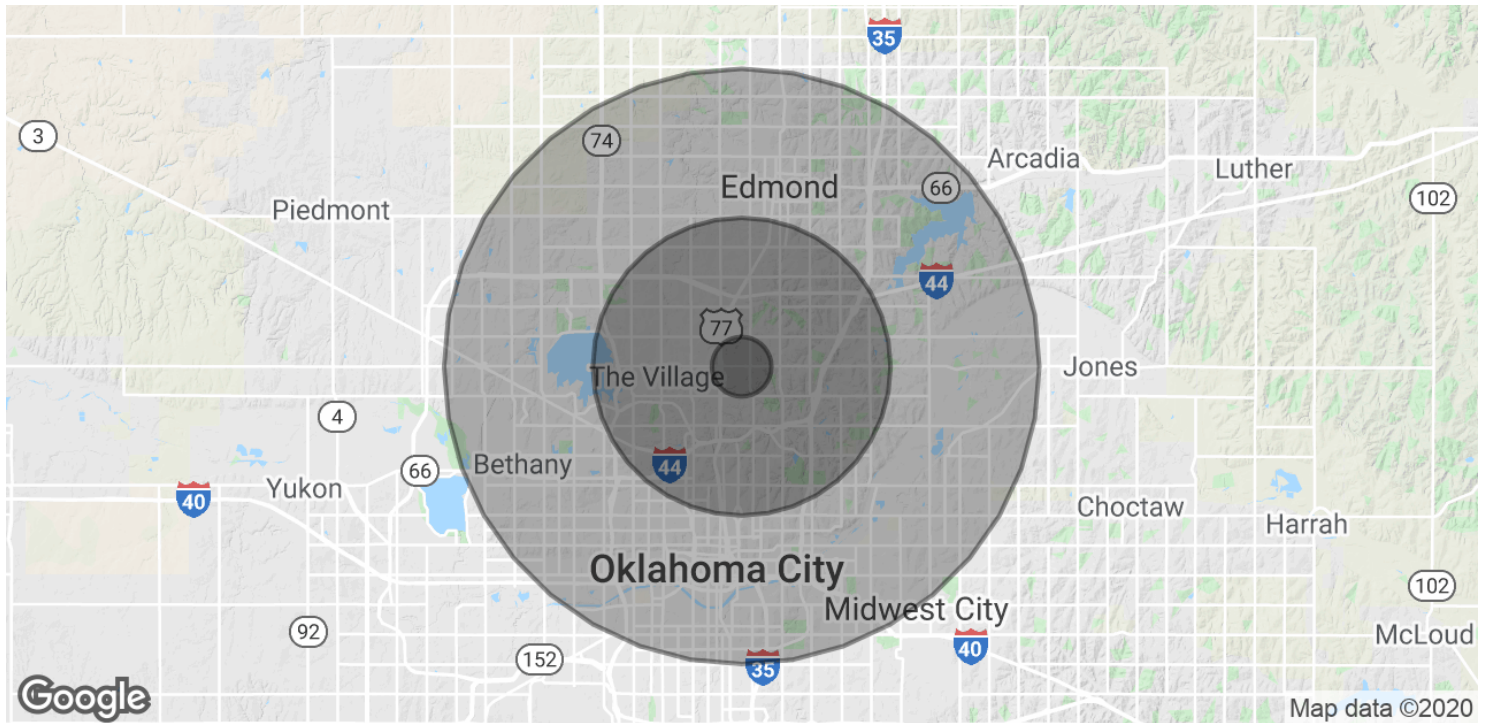 35
3
74
Arcadia
Luther
Edmond
66
102
Piedmont
44
77
Jones
The Village
4
Bethany
44
66
Yukon
40
Choctaw
Harrah
Oklahoma City
102
Midwest City
92
McLoud
40
152
35
Google
Map data ©2020